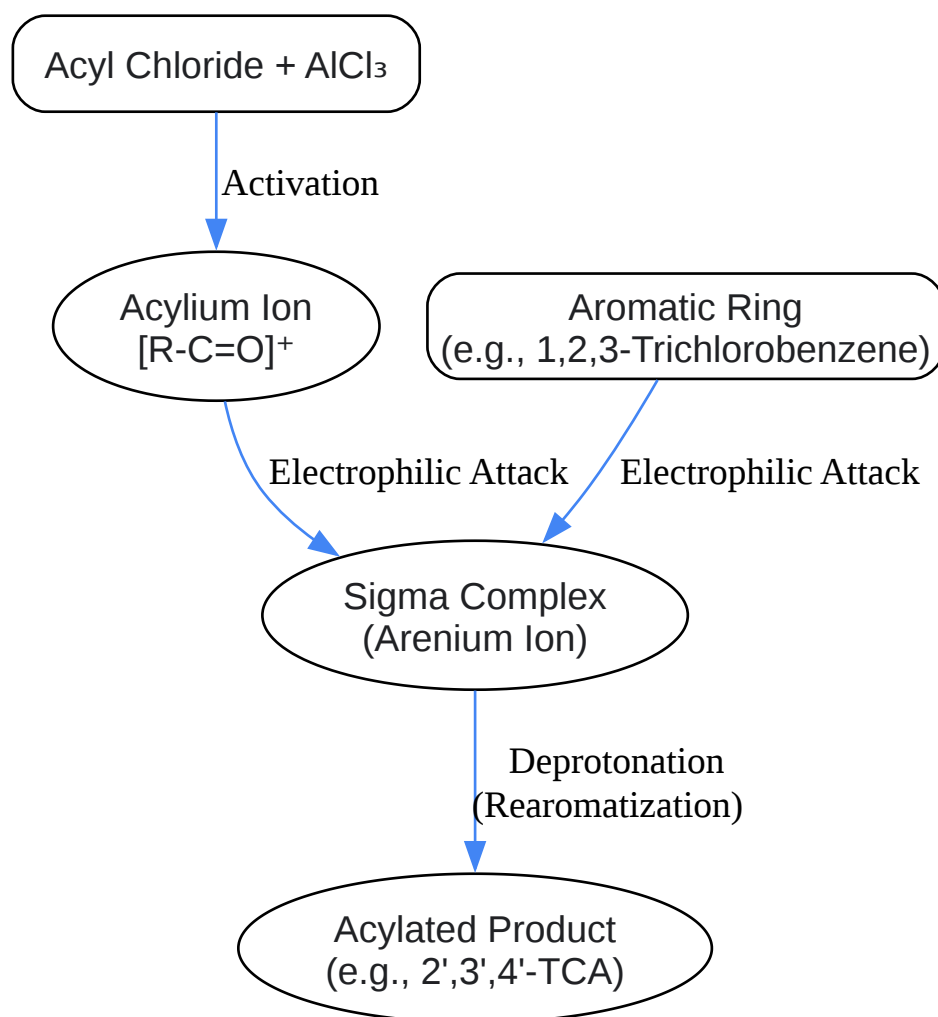 Acyl Chloride + AlCl₃
Activation
Acylium Ion
[R-C=O]⁺
Aromatic Ring
(e.g., 1,2,3-Trichlorobenzene)
Electrophilic Attack
Electrophilic Attack
Sigma Complex
(Arenium Ion)
Deprotonation
(Rearomatization)
Acylated Product
(e.g., 2',3',4'-TCA)